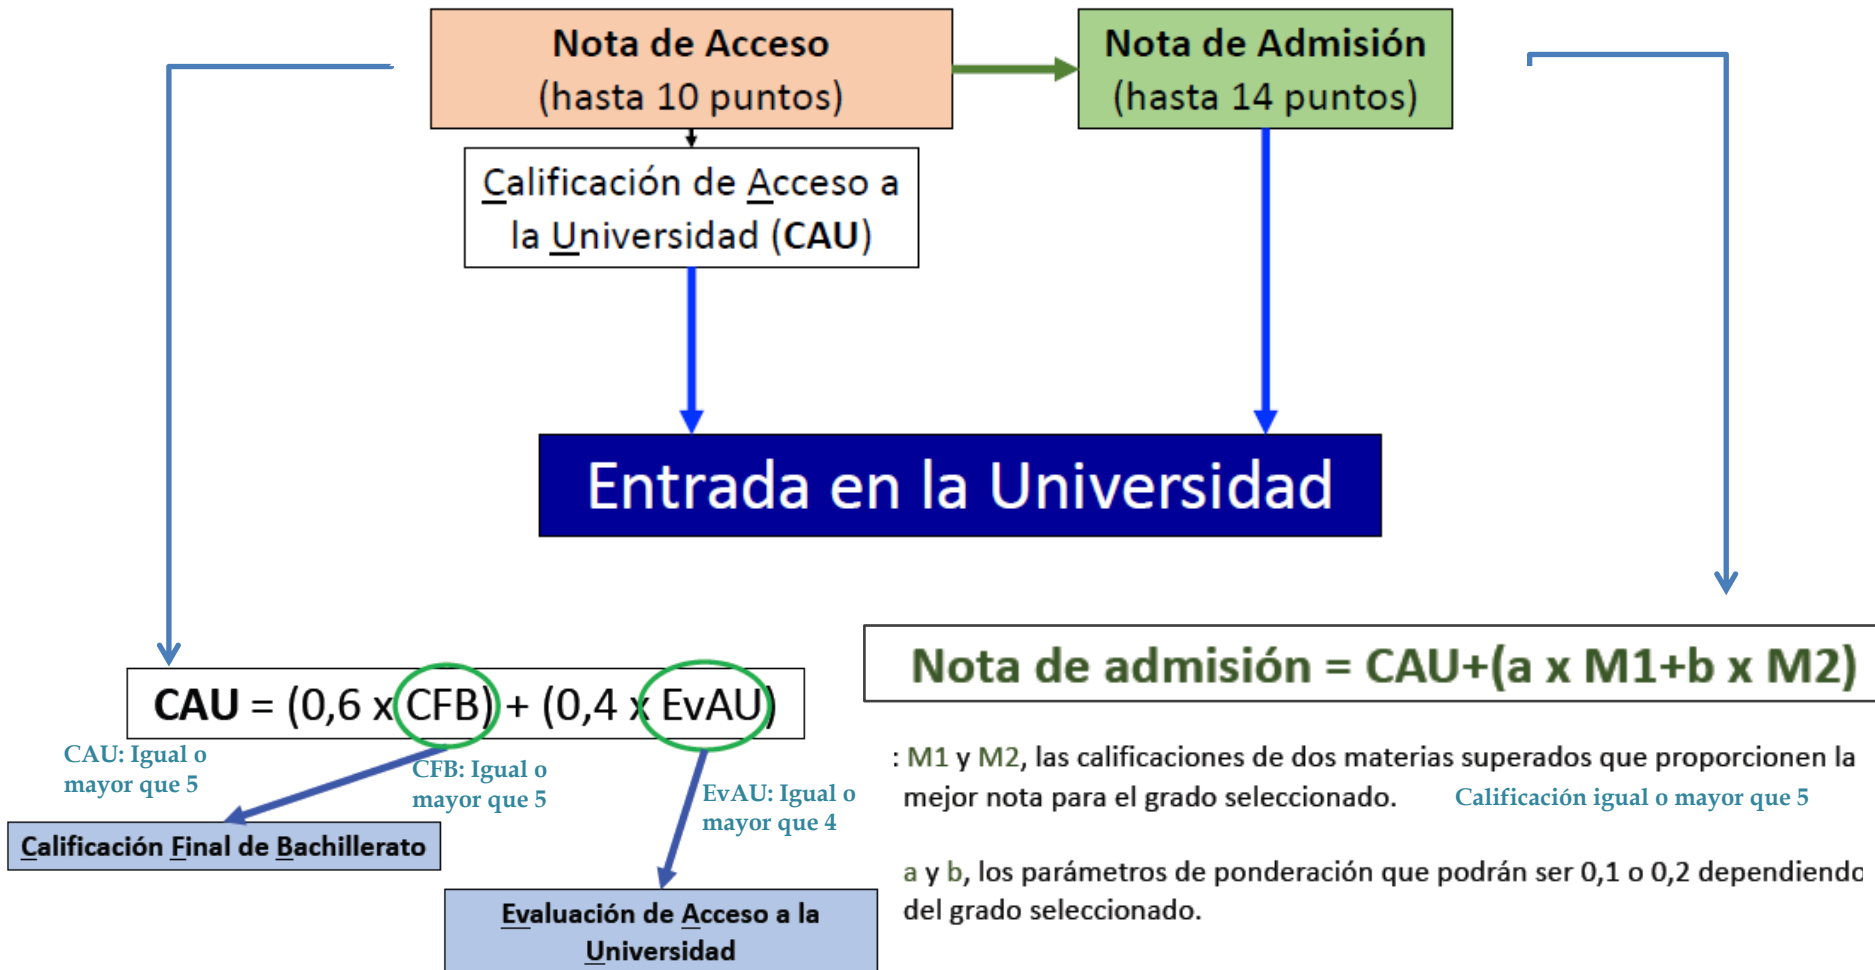 Nota de Acceso
(hasta 10 puntos)
Nota de Admisión
(hasta 14 puntos)
Calificación de Acceso a
la Universidad (CAU)
Entrada en la Universidad
CAU = (0,6 x CFB) + (0,4 x EvAU)
CAU: Igual o
mayor que 5
CFB: Igual o
mayor que 5
EvAU: Igual o
mayor que 4
Calificación Final de Bachillerato
Evaluación de Acceso a la
Universidad
Nota de admisión = CAU+(a x M1+b x M2)
: M1 y M2, las calificaciones de dos materias superados que proporcionen la
mejor nota para el grado seleccionado.
Calificación igual o mayor que 5
a y b, los parámetros de ponderación que podrán ser 0,1 o 0,2 dependiendo
del grado seleccionado.